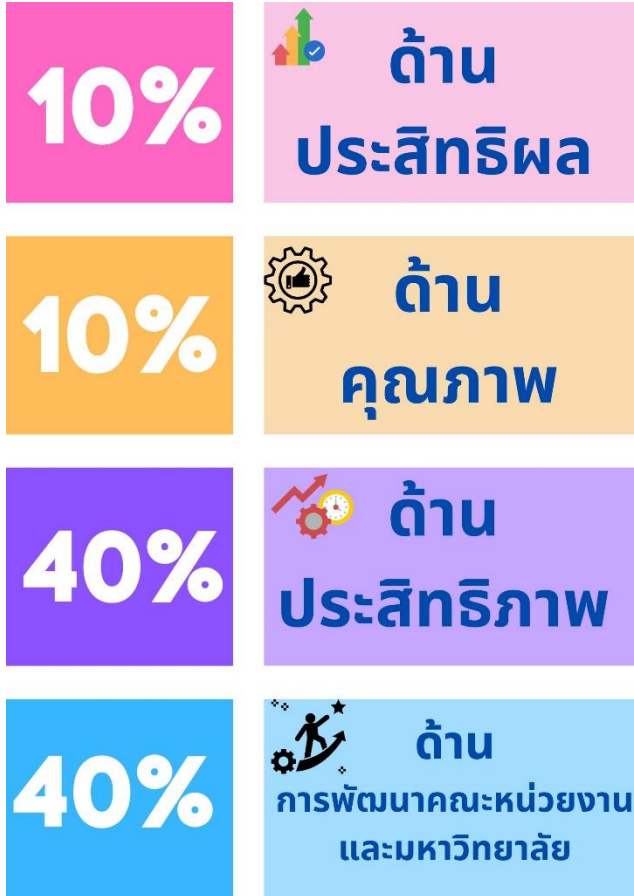 10%
ด้าน
ประสิทธิผล
10%
ด้าน
คุณภาพ
40%
ด้าน
ประสิทธิภาพ
40%
ด้าน
การพัฒนาคณะหน่วยงาน
และมหาวิทยาลัย